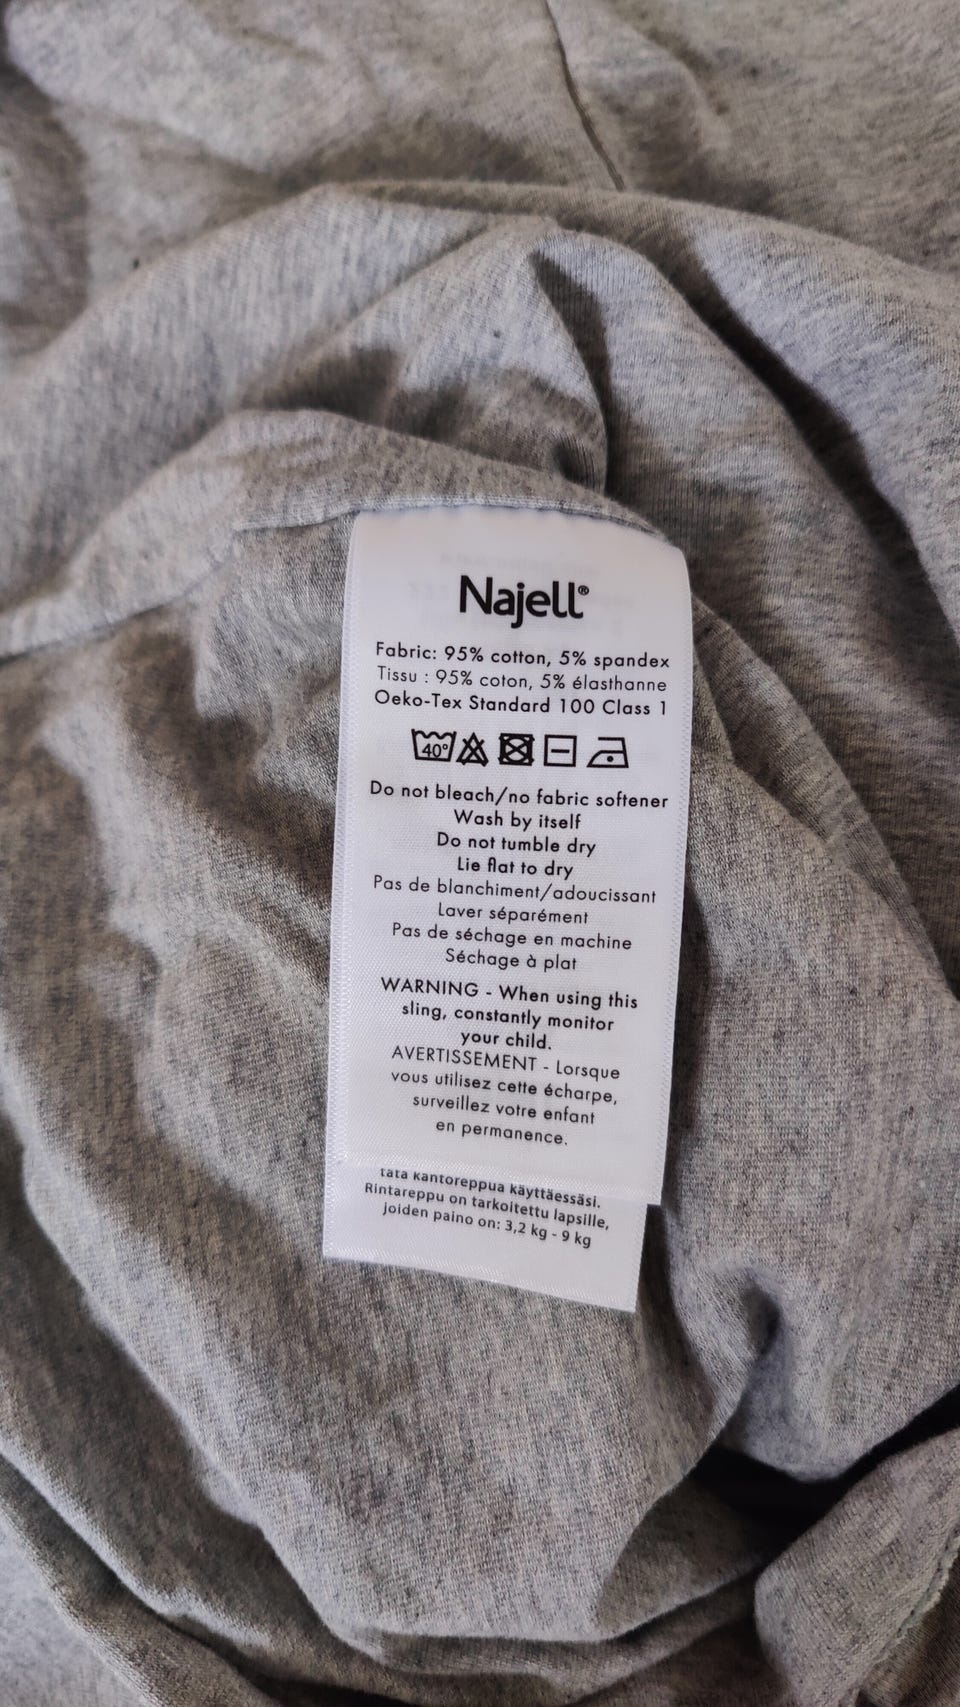 Najell®
Fabric: 95% cotton, 5% spandex
Tissu : 95% coton, 5% élasthanne
Oeko-Tex Standard 100 Class 1
40°
Do not bleach/no fabric softener
Wash by itself
Do not tumble dry
Lie flat to dry
Pas de blanchiment/adoucissant
Laver séparément
Pas de séchage en machine
Séchage à plat
WARNING - When using this
sling, constantly monitor
your child.
AVERTISSEMENT - Lorsque
vous utilisez cette écharpe,
surveillez votre enfant
en permanence.
tätä kantoreppua käyttäessäsi.
Rintareppu on tarkoitettu lapsille,
joiden paino on: 3,2 kg - 9 kg